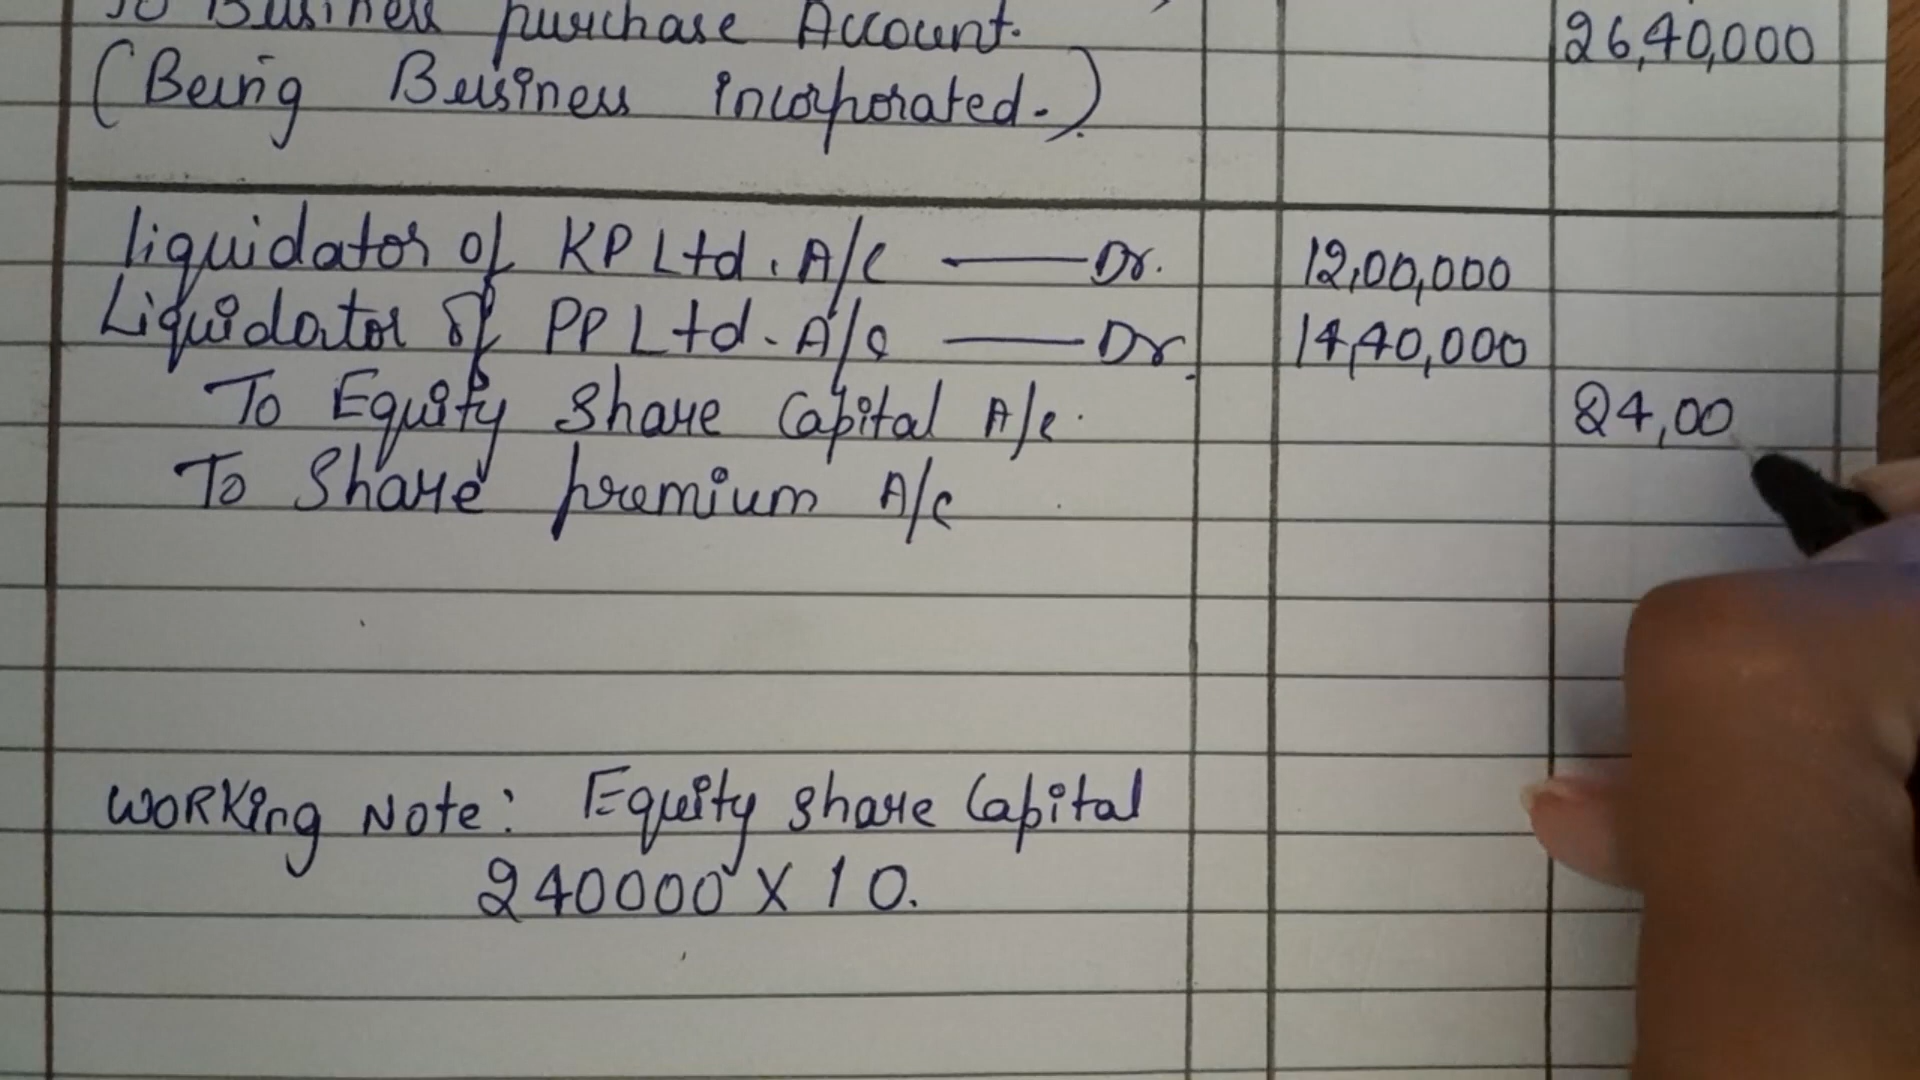 To Business purchase Account. 26,40,000
(Being Business incorporated.)
liquidator of KP Ltd. A/c — Dr. 12,00,000
Liquidator of PP Ltd. A/c — Dr. 14,40,000
To Equity Share Capital A/c. 24,00
To Share premium A/c
WORKing Note: Equity share Capital
240000 X 10.